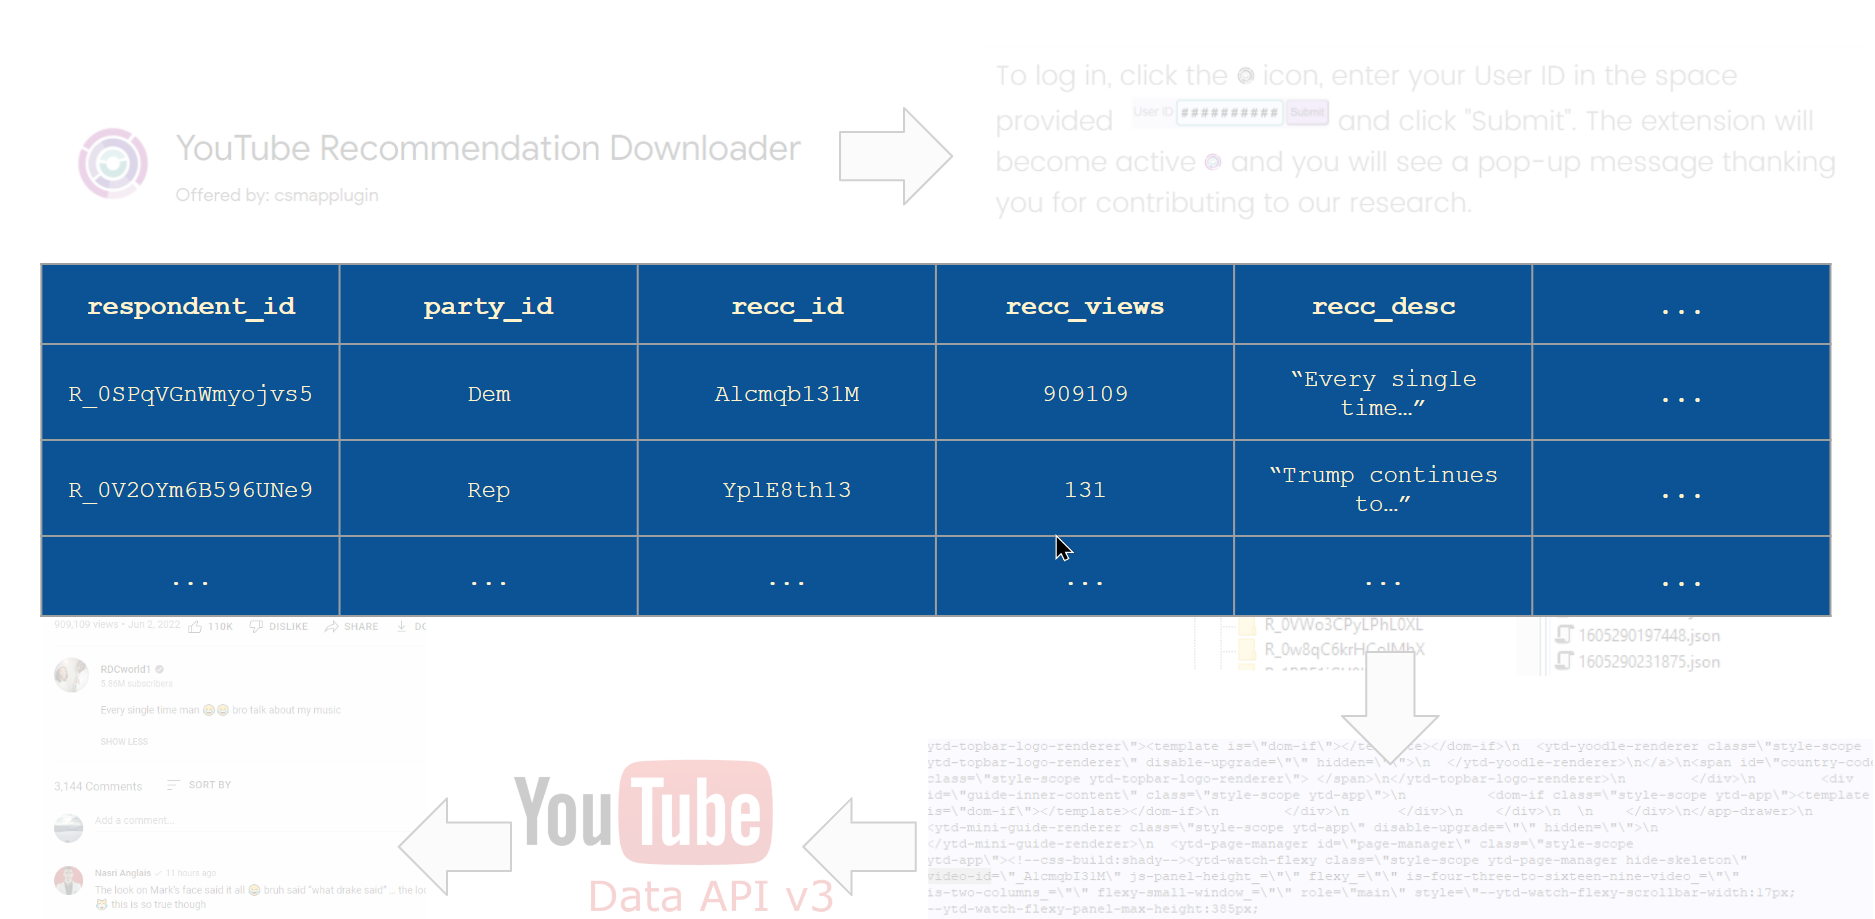 To log in, click the icon, enter your User ID in the space
provided User ID ########## Submit and click "Submit". The extension will
become active and you will see a pop-up message thanking
you for contributing to our research.
YouTube Recommendation Downloader
Offered by: csmapplugin
respondent_id party_id recc_id recc_views recc_desc ...
R_0SPqVGnWmyojvs5 Dem Alcmqb131M 909109 “Every single
time…” ...
R_0V2OYm6B596UNe9 Rep YplE8th13 131 “Trump continues
to…” ...
... ... ... ... ... ...
909,109 views • Jun 2, 2022 110K DISLIKE SHARE
RDCworld1
5.86M subscribers
Every single time man bro talk about my music
SHOW LESS
3,144 Comments SORT BY
Add a comment...
Nasri Anglais 11 hours ago
The look on Mark's face said it all bruh said "what drake said" ... the
this is so true though
YouTube
Data API v3
R_0VWo3CPyLPhL0XL
1605290197448.json
1605290231875.json
ytd-topbar-logo-renderer\"><template is=\"dom-if\"></ te></dom-if>\n <ytd-yoodle-renderer class=\"style-scope
ytd-topbar-logo-renderer\" disable-upgrade=\"\" hidden= \">\n </ytd-yoodle-renderer>\n</a>\n<span id=\"country-code
class=\"style-scope ytd-topbar-logo-renderer\"> </span>\n</ytd-topbar-logo-renderer>\n </div>\n <div
id=\"guide-inner-content\" class=\"style-scope ytd-app\">\n <dom-if class=\"style-scope ytd-app\"><template
is=\"dom-if\"></template></dom-if>\n </div>\n </div>\n </div>\n \n </div>\n</app-drawer>\n
<ytd-mini-guide-renderer class=\"style-scope ytd-app\" disable-upgrade=\"\" hidden=\"\">\n
</ytd-mini-guide-renderer>\n <ytd-page-manager id=\"page-manager\" class=\"style-scope
ytd-app\"><!--css-build:shady--><ytd-watch-flexy class=\"style-scope ytd-page-manager hide-skeleton\"
video-id=\"_AlcmqbI31M\" js-panel-height_=\"\" flexy_=\"\" is-four-three-to-sixteen-nine-video_=\"\"
is-two-columns_=\"\" flexy-small-window_=\"\" role=\"main\" style=\"--ytd-watch-flexy-scrollbar-width:17px;
--ytd-watch-flexy-panel-max-height:385px;